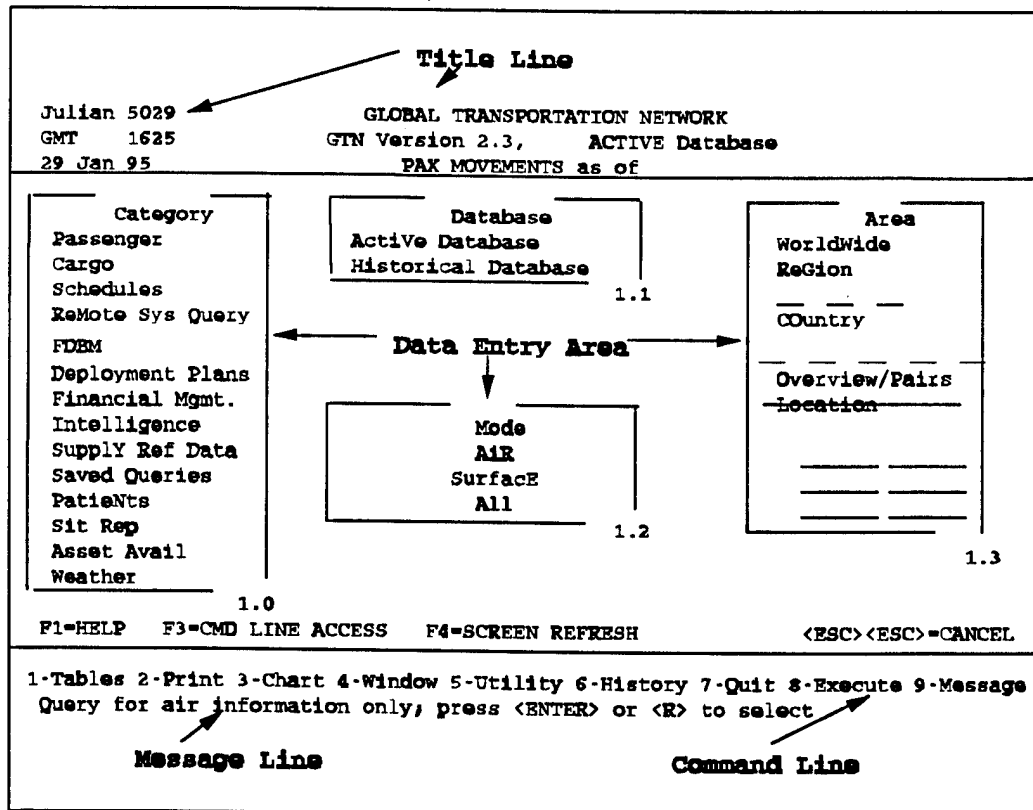 Title Line
Julian 5029 GLOBAL TRANSPORTATION NETWORK
GMT 1625 GTN Version 2.3, ACTIVE Database
29 Jan 95 PAX MOVEMENTS as of
Category
Passenger
Cargo
Schedules
ReMote Sys Query
FDBM
Deployment Plans
Financial Mgmt.
Intelligence
SupplY Ref Data
Saved Queries
PatieNts
Sit Rep
Asset Avail
Weather
1.0
Database
ActiVe Database
Historical Database
1.1
Data Entry Area
Mode
AiR
SurfacE
All
1.2
Area
WorldWide
ReGion
COuntry
Overview/Pairs
Location
1.3
F1=HELP F3=CMD LINE ACCESS F4=SCREEN REFRESH <ESC><ESC>=CANCEL
1-Tables 2-Print 3-Chart 4-Window 5-Utility 6-History 7-Quit 8-Execute 9-Message
Query for air information only; press <ENTER> or <R> to select
Message Line
Command Line